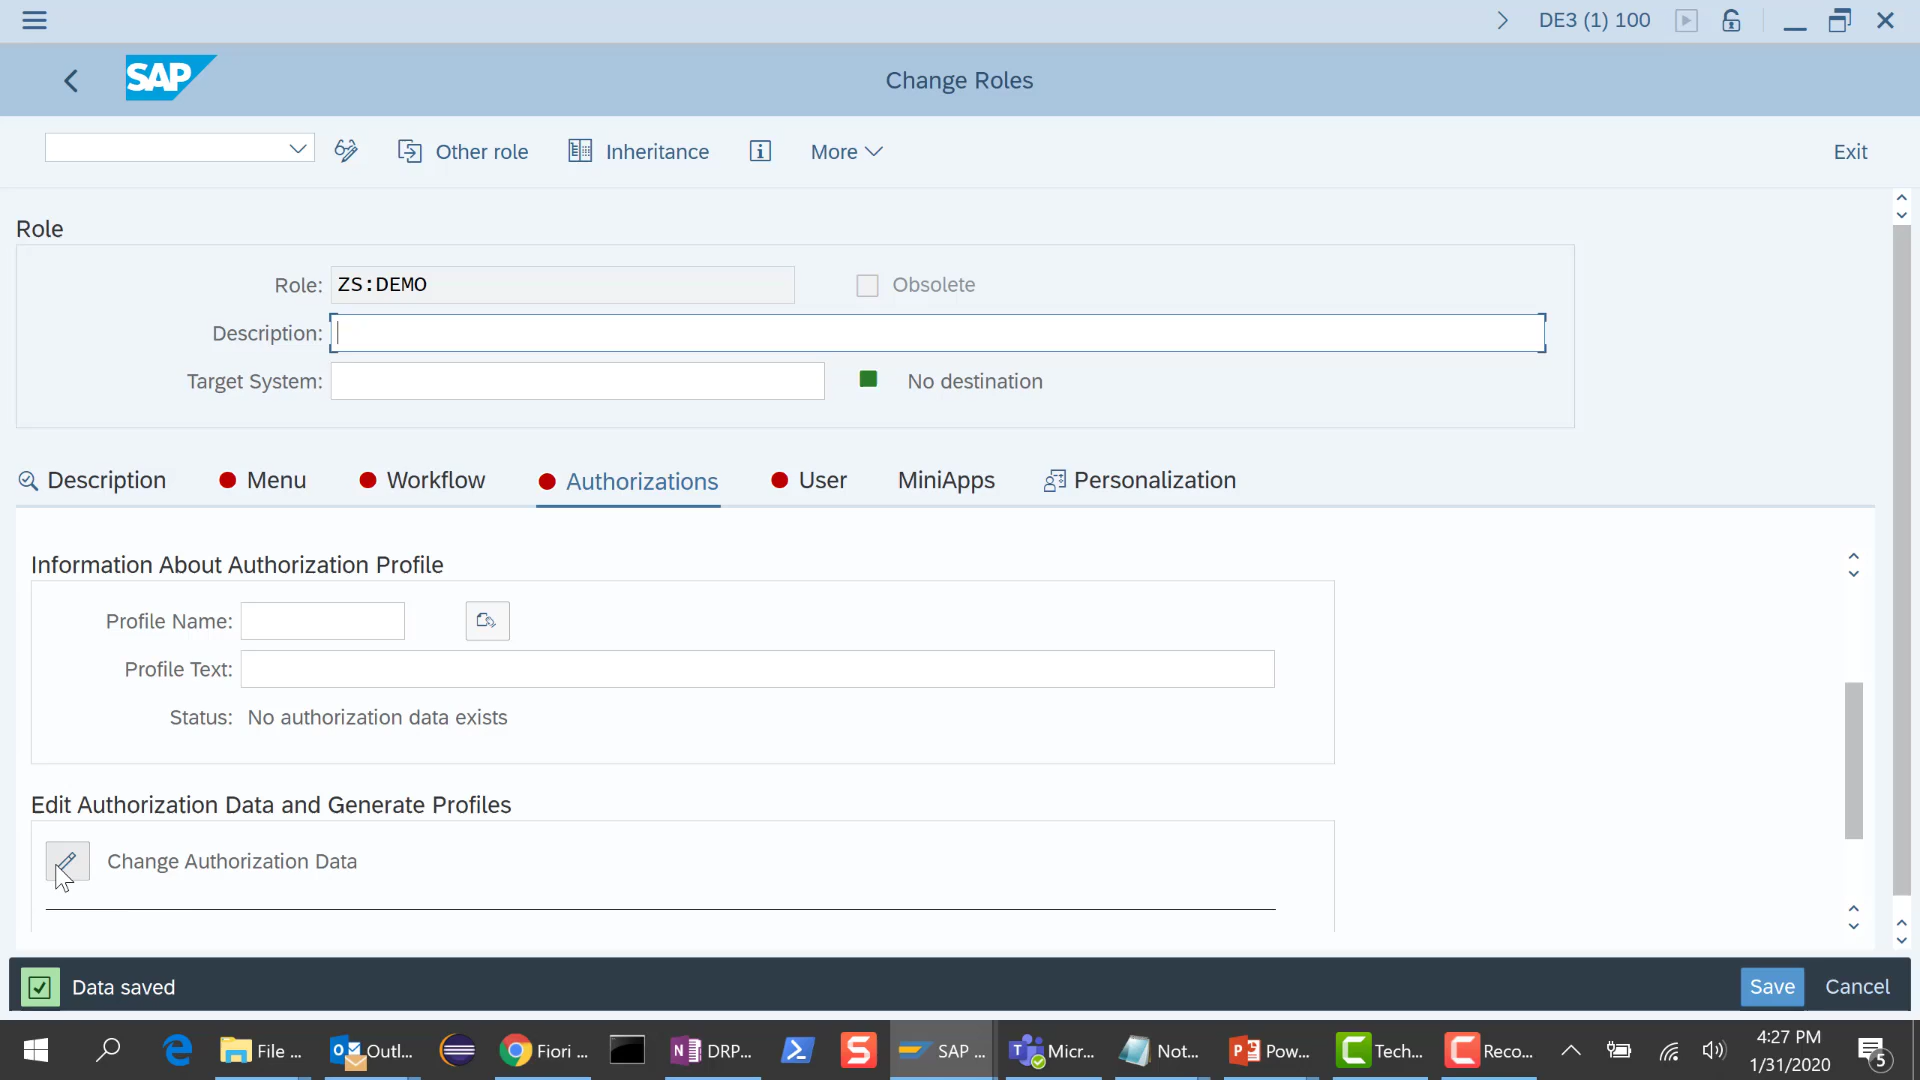 DE3 (1) 100
SAP
Change Roles
Other role
Inheritance
More
Exit
Role
Role: ZS:DEMO
Obsolete
Description:
Target System:
No destination
Description
Menu
Workflow
Authorizations
User
MiniApps
Personalization
Information About Authorization Profile
Profile Name:
Profile Text:
Status: No authorization data exists
Edit Authorization Data and Generate Profiles
Change Authorization Data
Data saved
Save
Cancel
File ...
Outl...
Fiori ...
DRP...
SAP ...
Micr...
Not...
Pow...
Tech...
Reco...
4:27 PM
1/31/2020
5